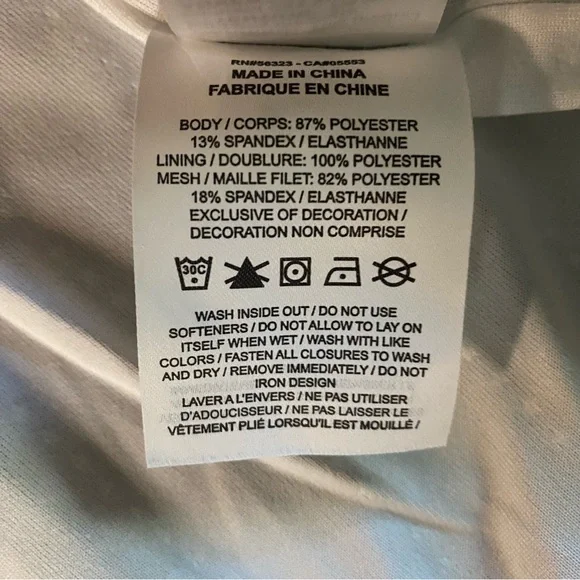 RN#56323 - CA#05553
MADE IN CHINA
FABRIQUE EN CHINE
BODY / CORPS: 87% POLYESTER
13% SPANDEX / ELASTHANNE
LINING / DOUBLURE: 100% POLYESTER
MESH / MAILLE FILET: 82% POLYESTER
18% SPANDEX / ELASTHANNE
EXCLUSIVE OF DECORATION /
DECORATION NON COMPRISE
30C
WASH INSIDE OUT / DO NOT USE
SOFTENERS / DO NOT ALLOW TO LAY ON
ITSELF WHEN WET / WASH WITH LIKE
COLORS / FASTEN ALL CLOSURES TO WASH
AND DRY / REMOVE IMMEDIATELY / DO NOT
IRON DESIGN
LAVER A L'ENVERS / NE PAS UTILISER
D'ADOUCISSEUR / NE PAS LAISSER LE
VÊTEMENT PLIÉ LORSQU'IL EST MOUILLÉ /